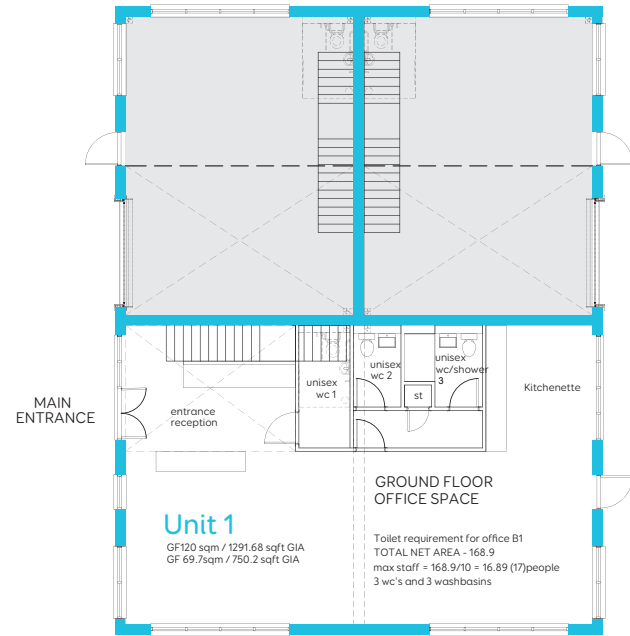 MAIN
ENTRANCE
entrance
reception
unisex
wc 1
unisex
wc 2
st
unisex
wc/shower
3
Kitchenette
GROUND FLOOR
OFFICE SPACE
Unit 1
GF120 sqm / 1291.68 sqft GIA
GF 69.7sqm / 750.2 sqft GIA
Toilet requirement for office B1
TOTAL NET AREA - 168.9
max staff = 168.9/10 = 16.89 (17)people
3 wc's and 3 washbasins